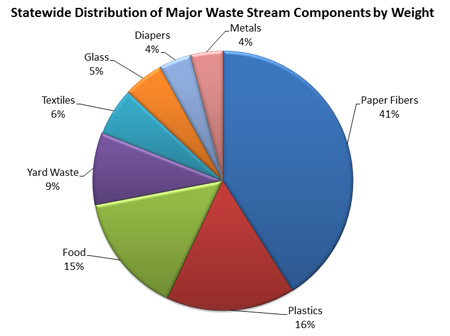 Statewide Distribution of Major Waste Stream Components by Weight
Metals
4%
Diapers
4%
Glass
5%
Textiles
6%
Yard Waste
9%
Food
15%
Plastics
16%
Paper Fibers
41%